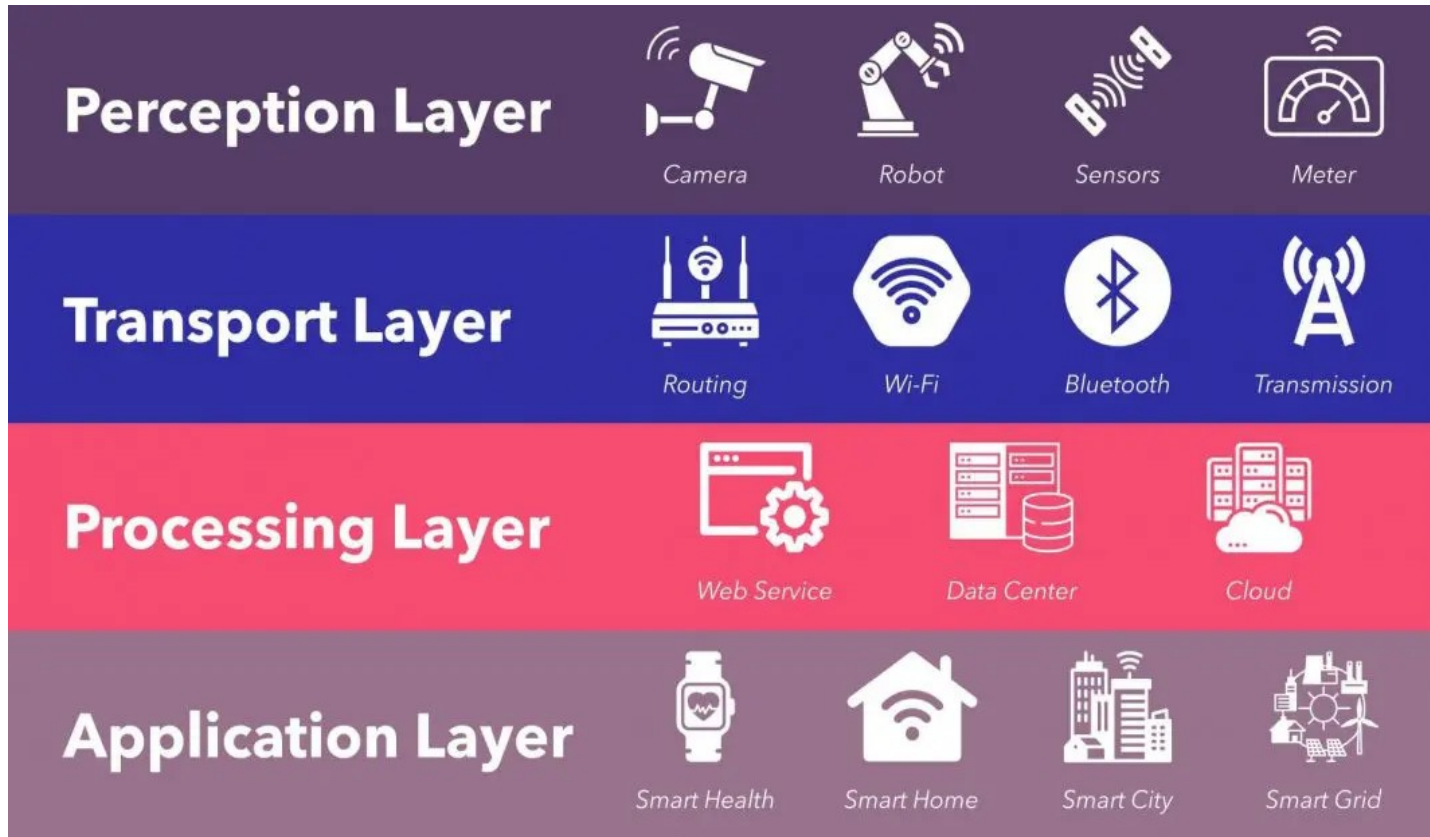 Perception Layer
Camera
Robot
Sensors
Meter
Transport Layer
Routing
Wi-Fi
Bluetooth
Transmission
Processing Layer
Web Service
Data Center
Cloud
Application Layer
Smart Health
Smart Home
Smart City
Smart Grid